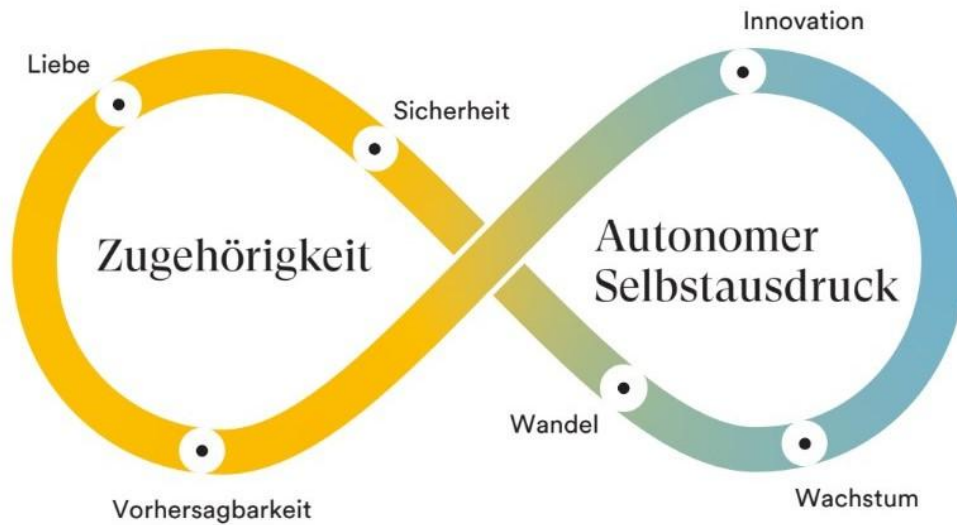 Innovation
Liebe
Sicherheit
Zugehörigkeit
Autonomer
Selbstausdruck
Wandel
Wachstum
Vorhersagbarkeit